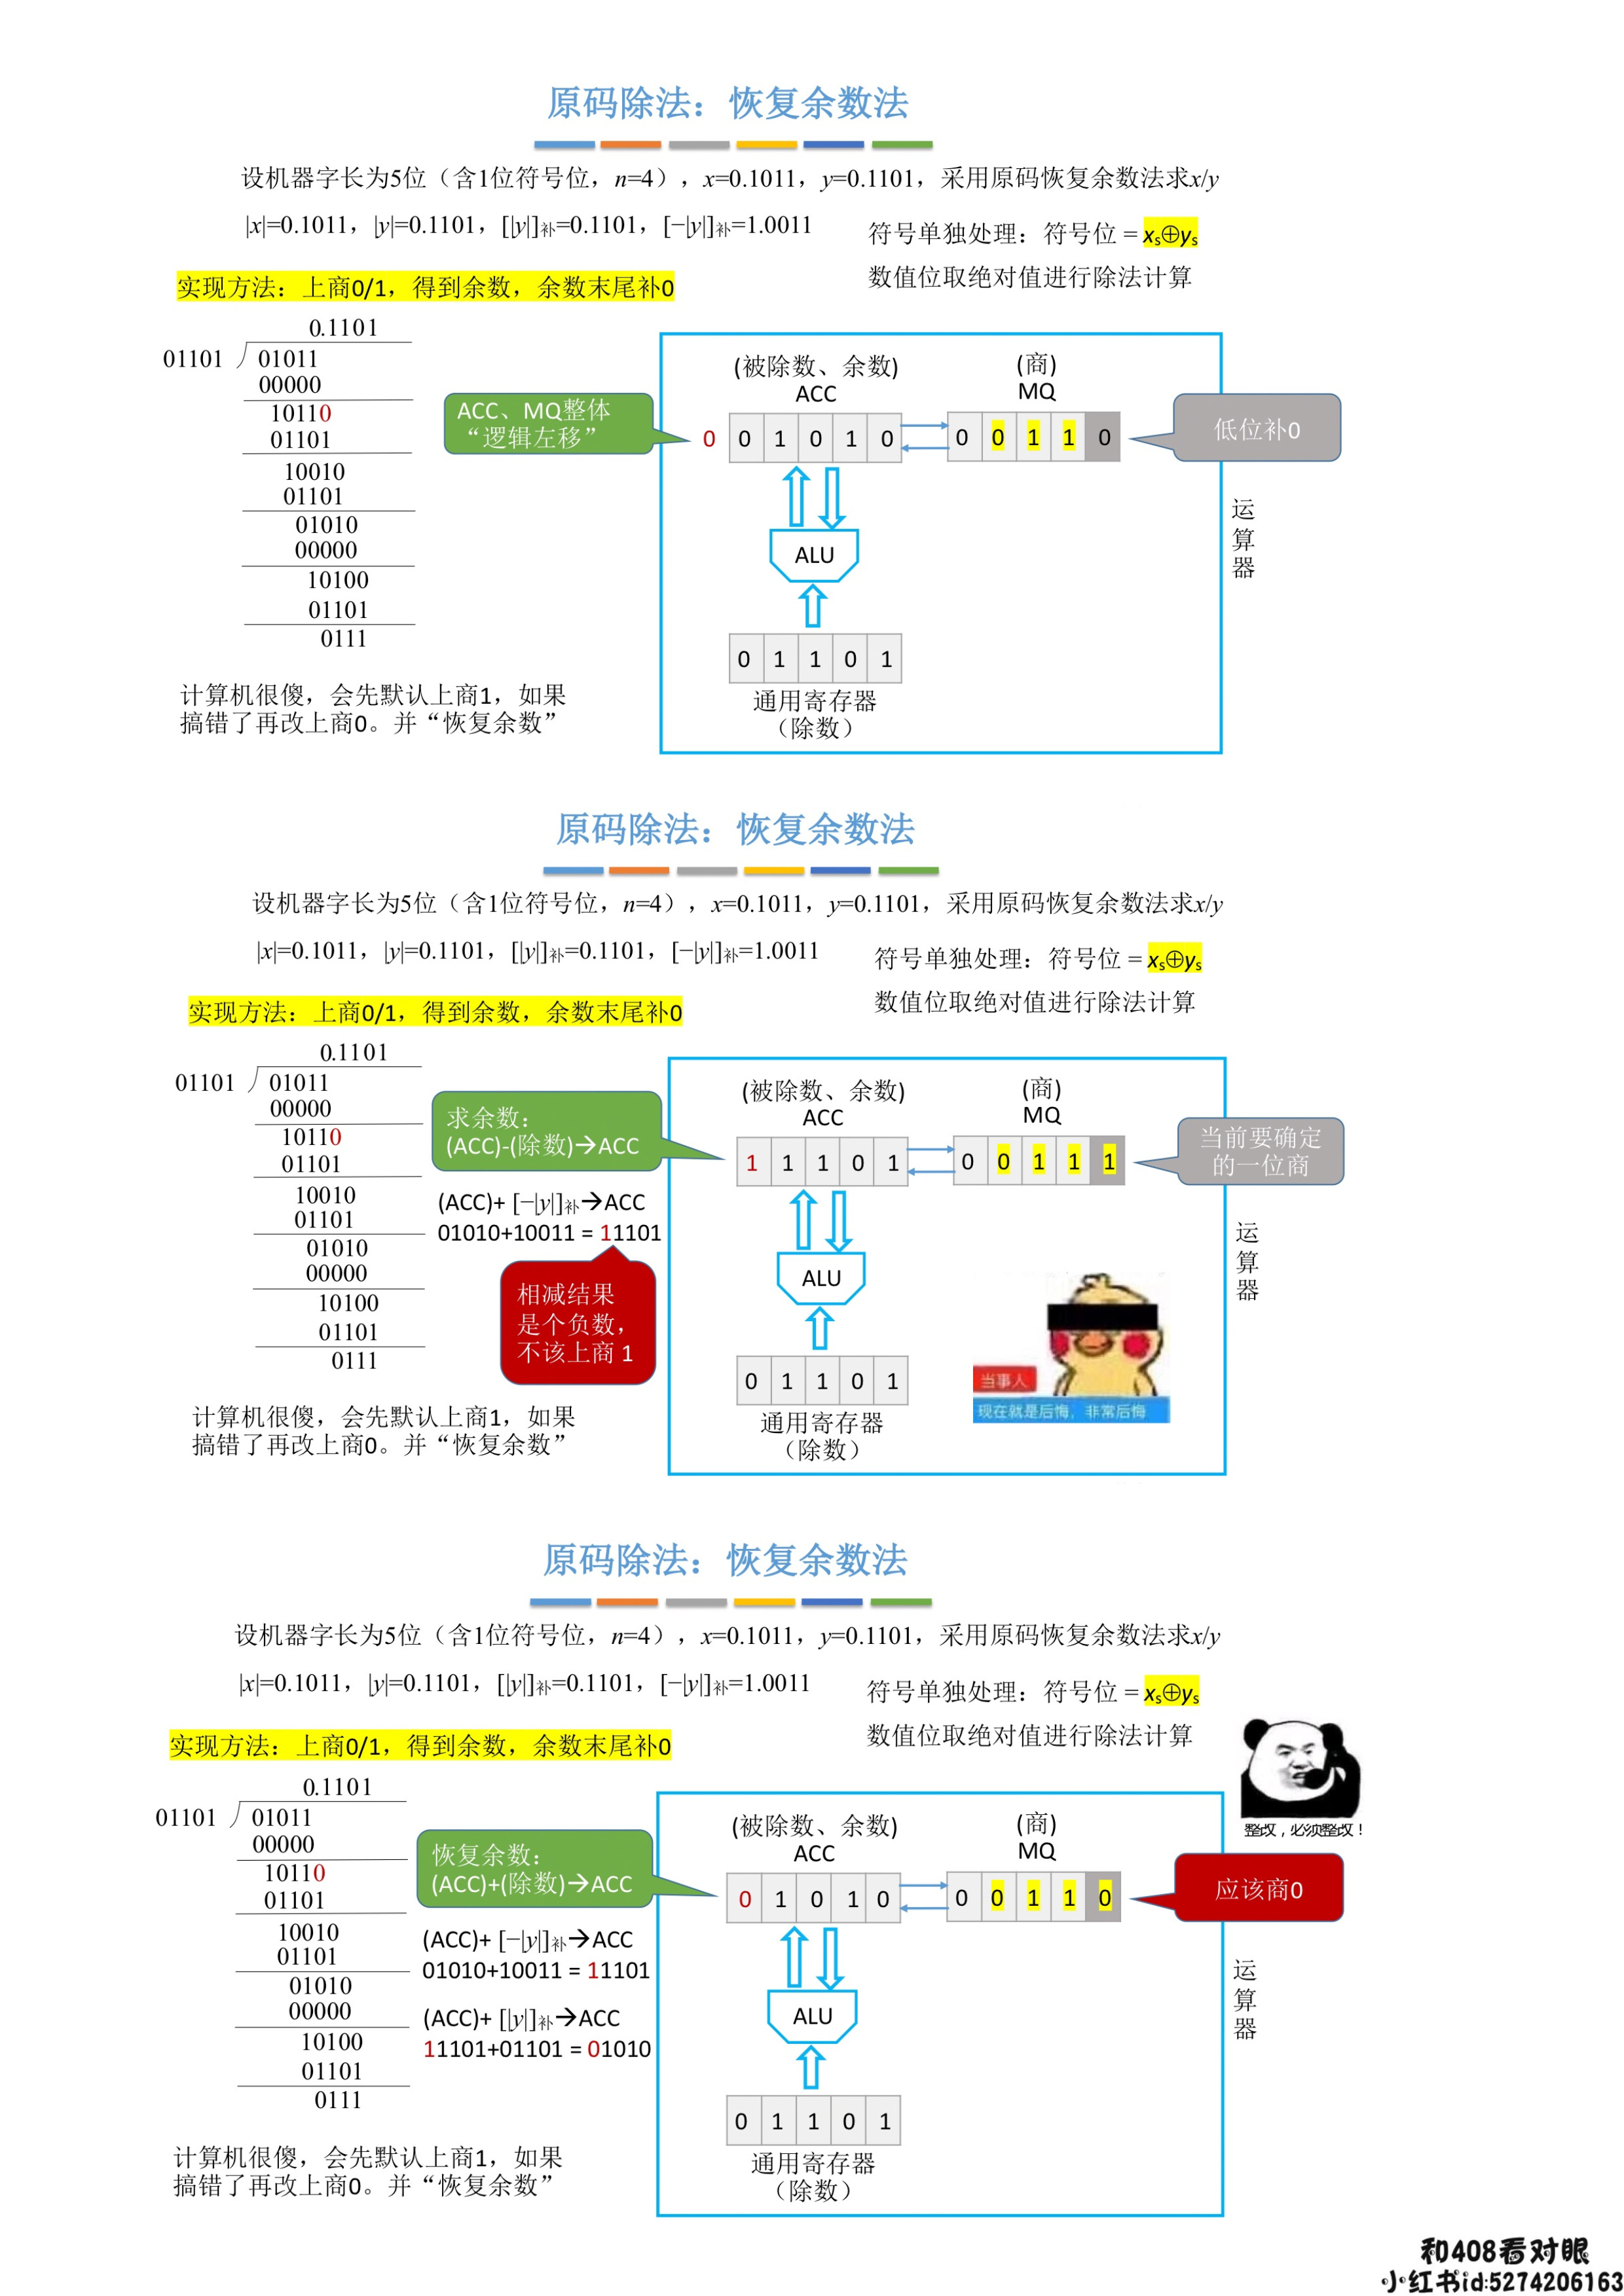 原码除法：恢复余数法
设机器字长为5位（含1位符号位，n=4），x=0.1011，y=0.1101，采用原码恢复余数法求x/y
|x|=0.1011，|y|=0.1101，[|y|]补=0.1101，[−|y|]补=1.0011
符号单独处理：符号位 = xs⊕ys
数值位取绝对值进行除法计算
实现方法：上商0/1，得到余数，余数末尾补0
0.1101
01101 01011
00000
10110
01101
10010
01101
01010
00000
10100
01101
0111
计算机很傻，会先默认上商1，如果
搞错了再改上商0。并“恢复余数”
ACC、MQ整体
“逻辑左移”
(被除数、余数)
ACC
(商)
MQ
0 0 1 0 1 0
0 0 1 1 0
低位补0
ALU
0 1 1 0 1
通用寄存器
（除数）
运算器
原码除法：恢复余数法
设机器字长为5位（含1位符号位，n=4），x=0.1011，y=0.1101，采用原码恢复余数法求x/y
|x|=0.1011，|y|=0.1101，[|y|]补=0.1101，[−|y|]补=1.0011
符号单独处理：符号位 = xs⊕ys
数值位取绝对值进行除法计算
实现方法：上商0/1，得到余数，余数末尾补0
0.1101
01101 01011
00000
10110
01101
10010
01101
01010
00000
10100
01101
0111
计算机很傻，会先默认上商1，如果
搞错了再改上商0。并“恢复余数”
求余数：
(ACC)-(除数)→ACC
(ACC)+ [−|y|]补→ACC
01010+10011 = 11101
相减结果
是个负数，
不该上商 1
(被除数、余数)
ACC
(商)
MQ
1 1 1 0 1
0 0 1 1 1
当前要确定
的一位商
ALU
0 1 1 0 1
通用寄存器
（除数）
当事人
现在就是后悔，非常后悔
运算器
原码除法：恢复余数法
设机器字长为5位（含1位符号位，n=4），x=0.1011，y=0.1101，采用原码恢复余数法求x/y
|x|=0.1011，|y|=0.1101，[|y|]补=0.1101，[−|y|]补=1.0011
符号单独处理：符号位 = xs⊕ys
数值位取绝对值进行除法计算
实现方法：上商0/1，得到余数，余数末尾补0
整改，必须整改！
0.1101
01101 01011
00000
10110
01101
10010
01101
01010
00000
10100
01101
0111
计算机很傻，会先默认上商1，如果
搞错了再改上商0。并“恢复余数”
恢复余数：
(ACC)+(除数)→ACC
(ACC)+ [−|y|]补→ACC
01010+10011 = 11101
(ACC)+ [|y|]补→ACC
11101+01101 = 01010
(被除数、余数)
ACC
(商)
MQ
0 1 0 1 0
0 0 1 1 0
应该商0
ALU
0 1 1 0 1
通用寄存器
（除数）
运算器
和408看对眼
小红书id:5274206163